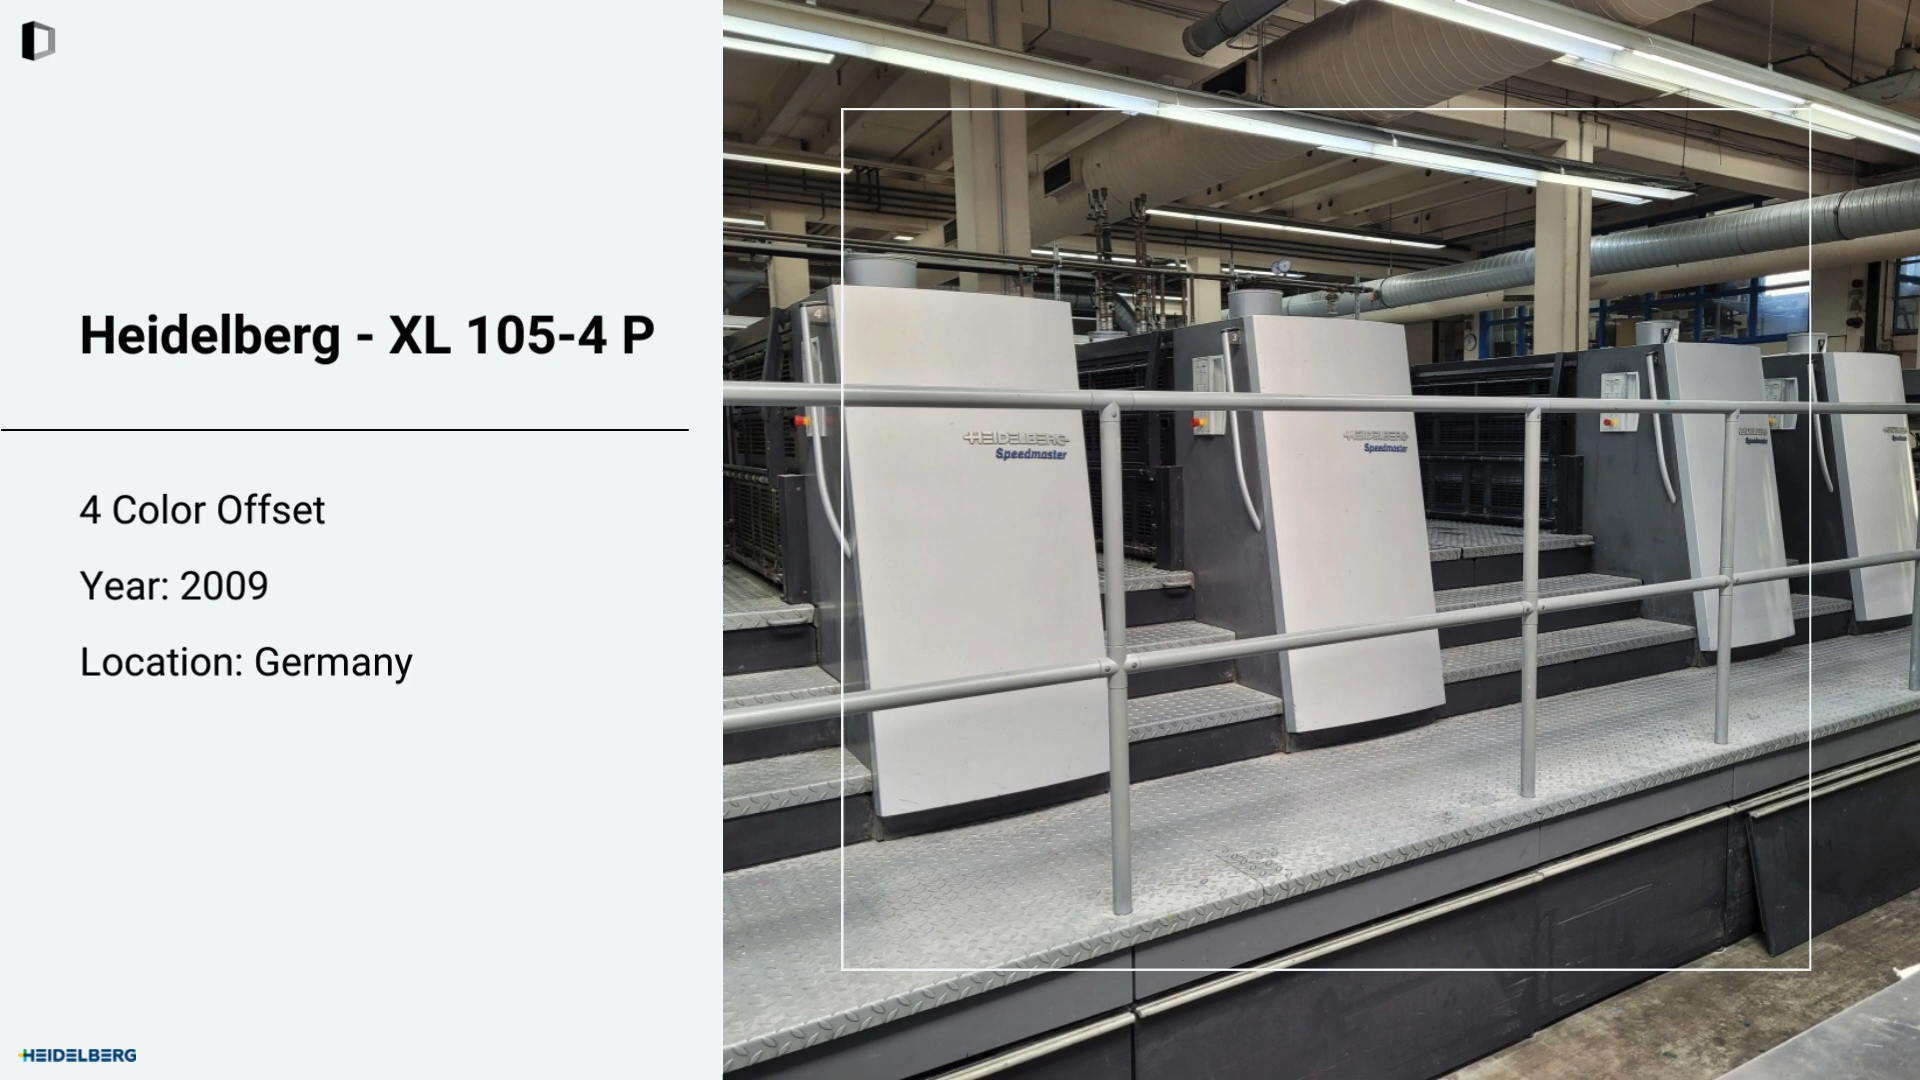 Heidelberg - XL 105-4 P
4 Color Offset
Year: 2009
Location: Germany
HEIDELBERG
4
HEIDELBERG
Speedmaster
3
HEIDELBERG
Speedmaster
HEIDELBERG
Speedmaster